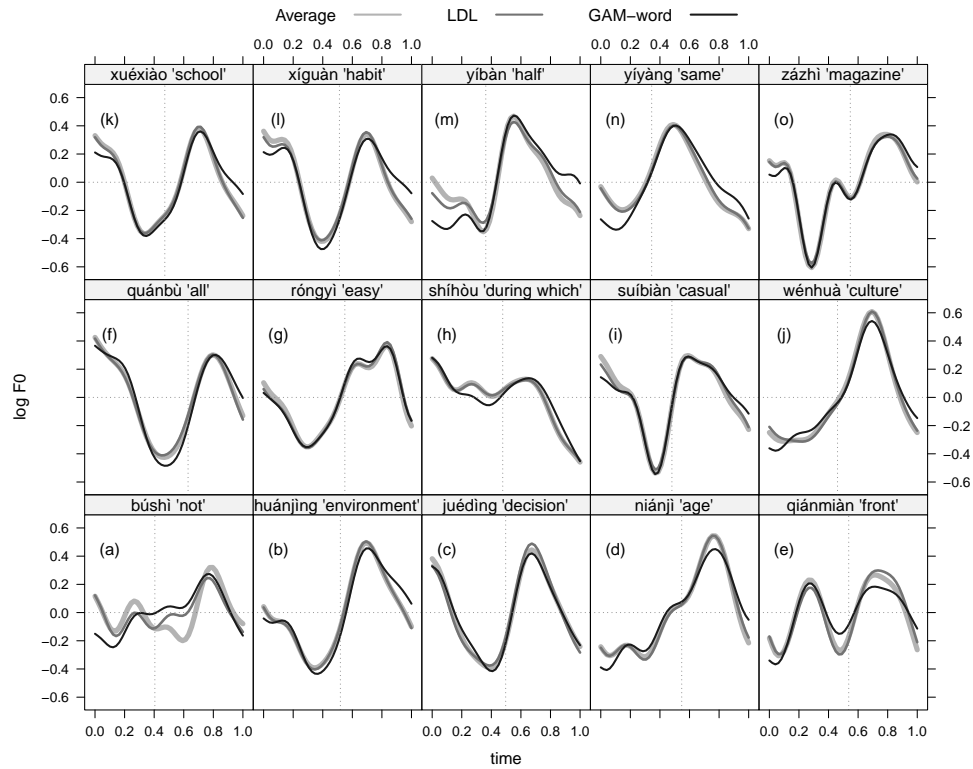 Average LDL GAM−word
0.0 0.2 0.4 0.6 0.8 1.0 0.0 0.2 0.4 0.6 0.8 1.0
xuéxiào 'school' xíguàn 'habit' yíbàn 'half' yíyàng 'same' zázhì 'magazine'
(k) (l) (m) (n) (o)
0.6
0.4
0.2
0.0
−0.2
−0.4
−0.6
quánbù 'all' róngyì 'easy' shíhòu 'during which' suíbiàn 'casual' wénhuà 'culture'
(f) (g) (h) (i) (j)
0.6
0.4
0.2
0.0
−0.2
−0.4
−0.6
búshì 'not' huánjìng 'environment' juédìng 'decision' niánjì 'age' qiánmiàn 'front'
(a) (b) (c) (d) (e)
0.6
0.4
0.2
0.0
−0.2
−0.4
−0.6
0.0 0.2 0.4 0.6 0.8 1.0 0.0 0.2 0.4 0.6 0.8 1.0 0.0 0.2 0.4 0.6 0.8 1.0
log F0
time